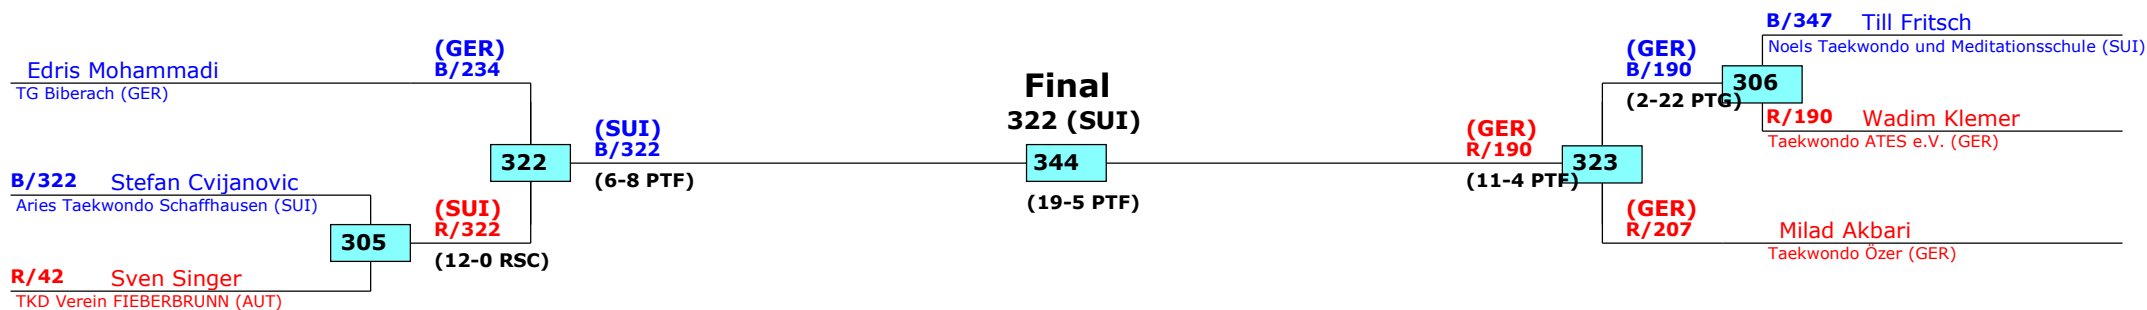 (GER)
Edris Mohammadi
B/234
TG Biberach (GER)
B/322 Stefan Cvijanovic
Aries Taekwondo Schaffhausen (SUI)
305
(SUI)
R/322
(12-0 RSC)
R/42 Sven Singer
TKD Verein FIEBERBRUNN (AUT)
322
(SUI)
B/322
(6-8 PTF)
Final
322 (SUI)
344
(19-5 PTF)
(GER)
R/190
(11-4 PTF)
323
(GER)
B/190
(2-22 PTG)
306
B/347 Till Fritsch
Noels Taekwondo und Meditationsschule (SUI)
R/190 Wadim Klemer
Taekwondo ATES e.V. (GER)
(GER)
R/207
Milad Akbari
Taekwondo Özer (GER)